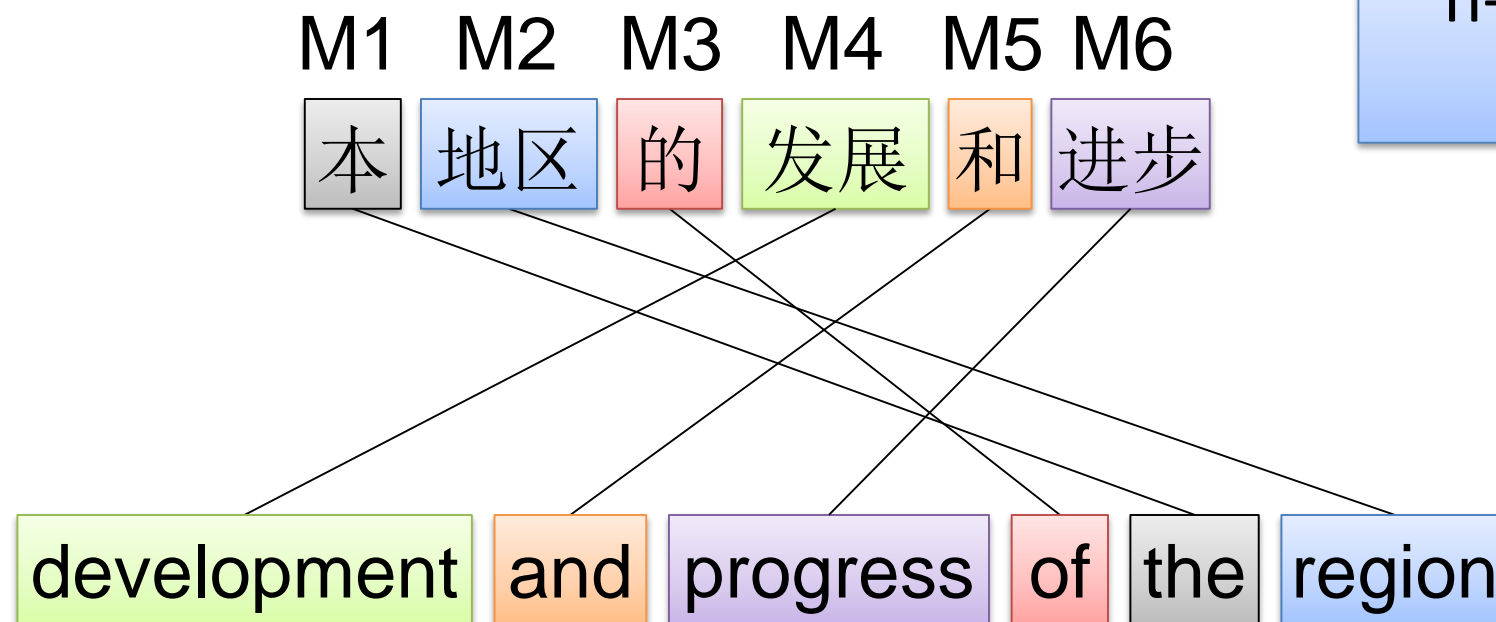 M1 M2 M3 M4 M5 M6
本 地区 的 发展 和 进步
development and progress of the region